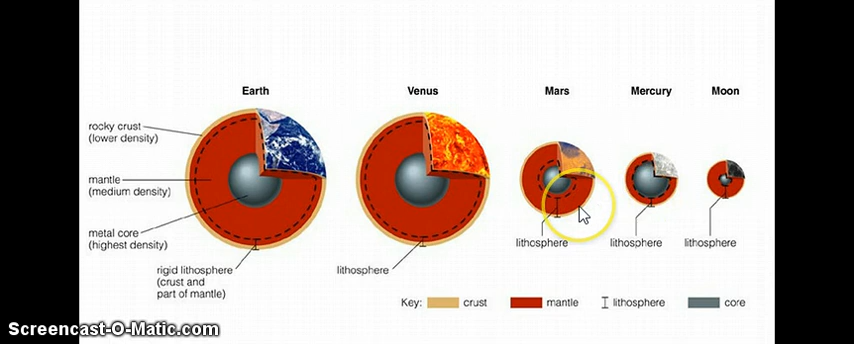 Earth
Venus
Mars
Mercury
Moon
rocky crust
(lower density)
mantle
(medium density)
metal core
(highest density)
rigid lithosphere
(crust and
part of mantle)
lithosphere
lithosphere
lithosphere
lithosphere
Key:
crust
mantle
lithosphere
core
Screencast-O-Matic.com